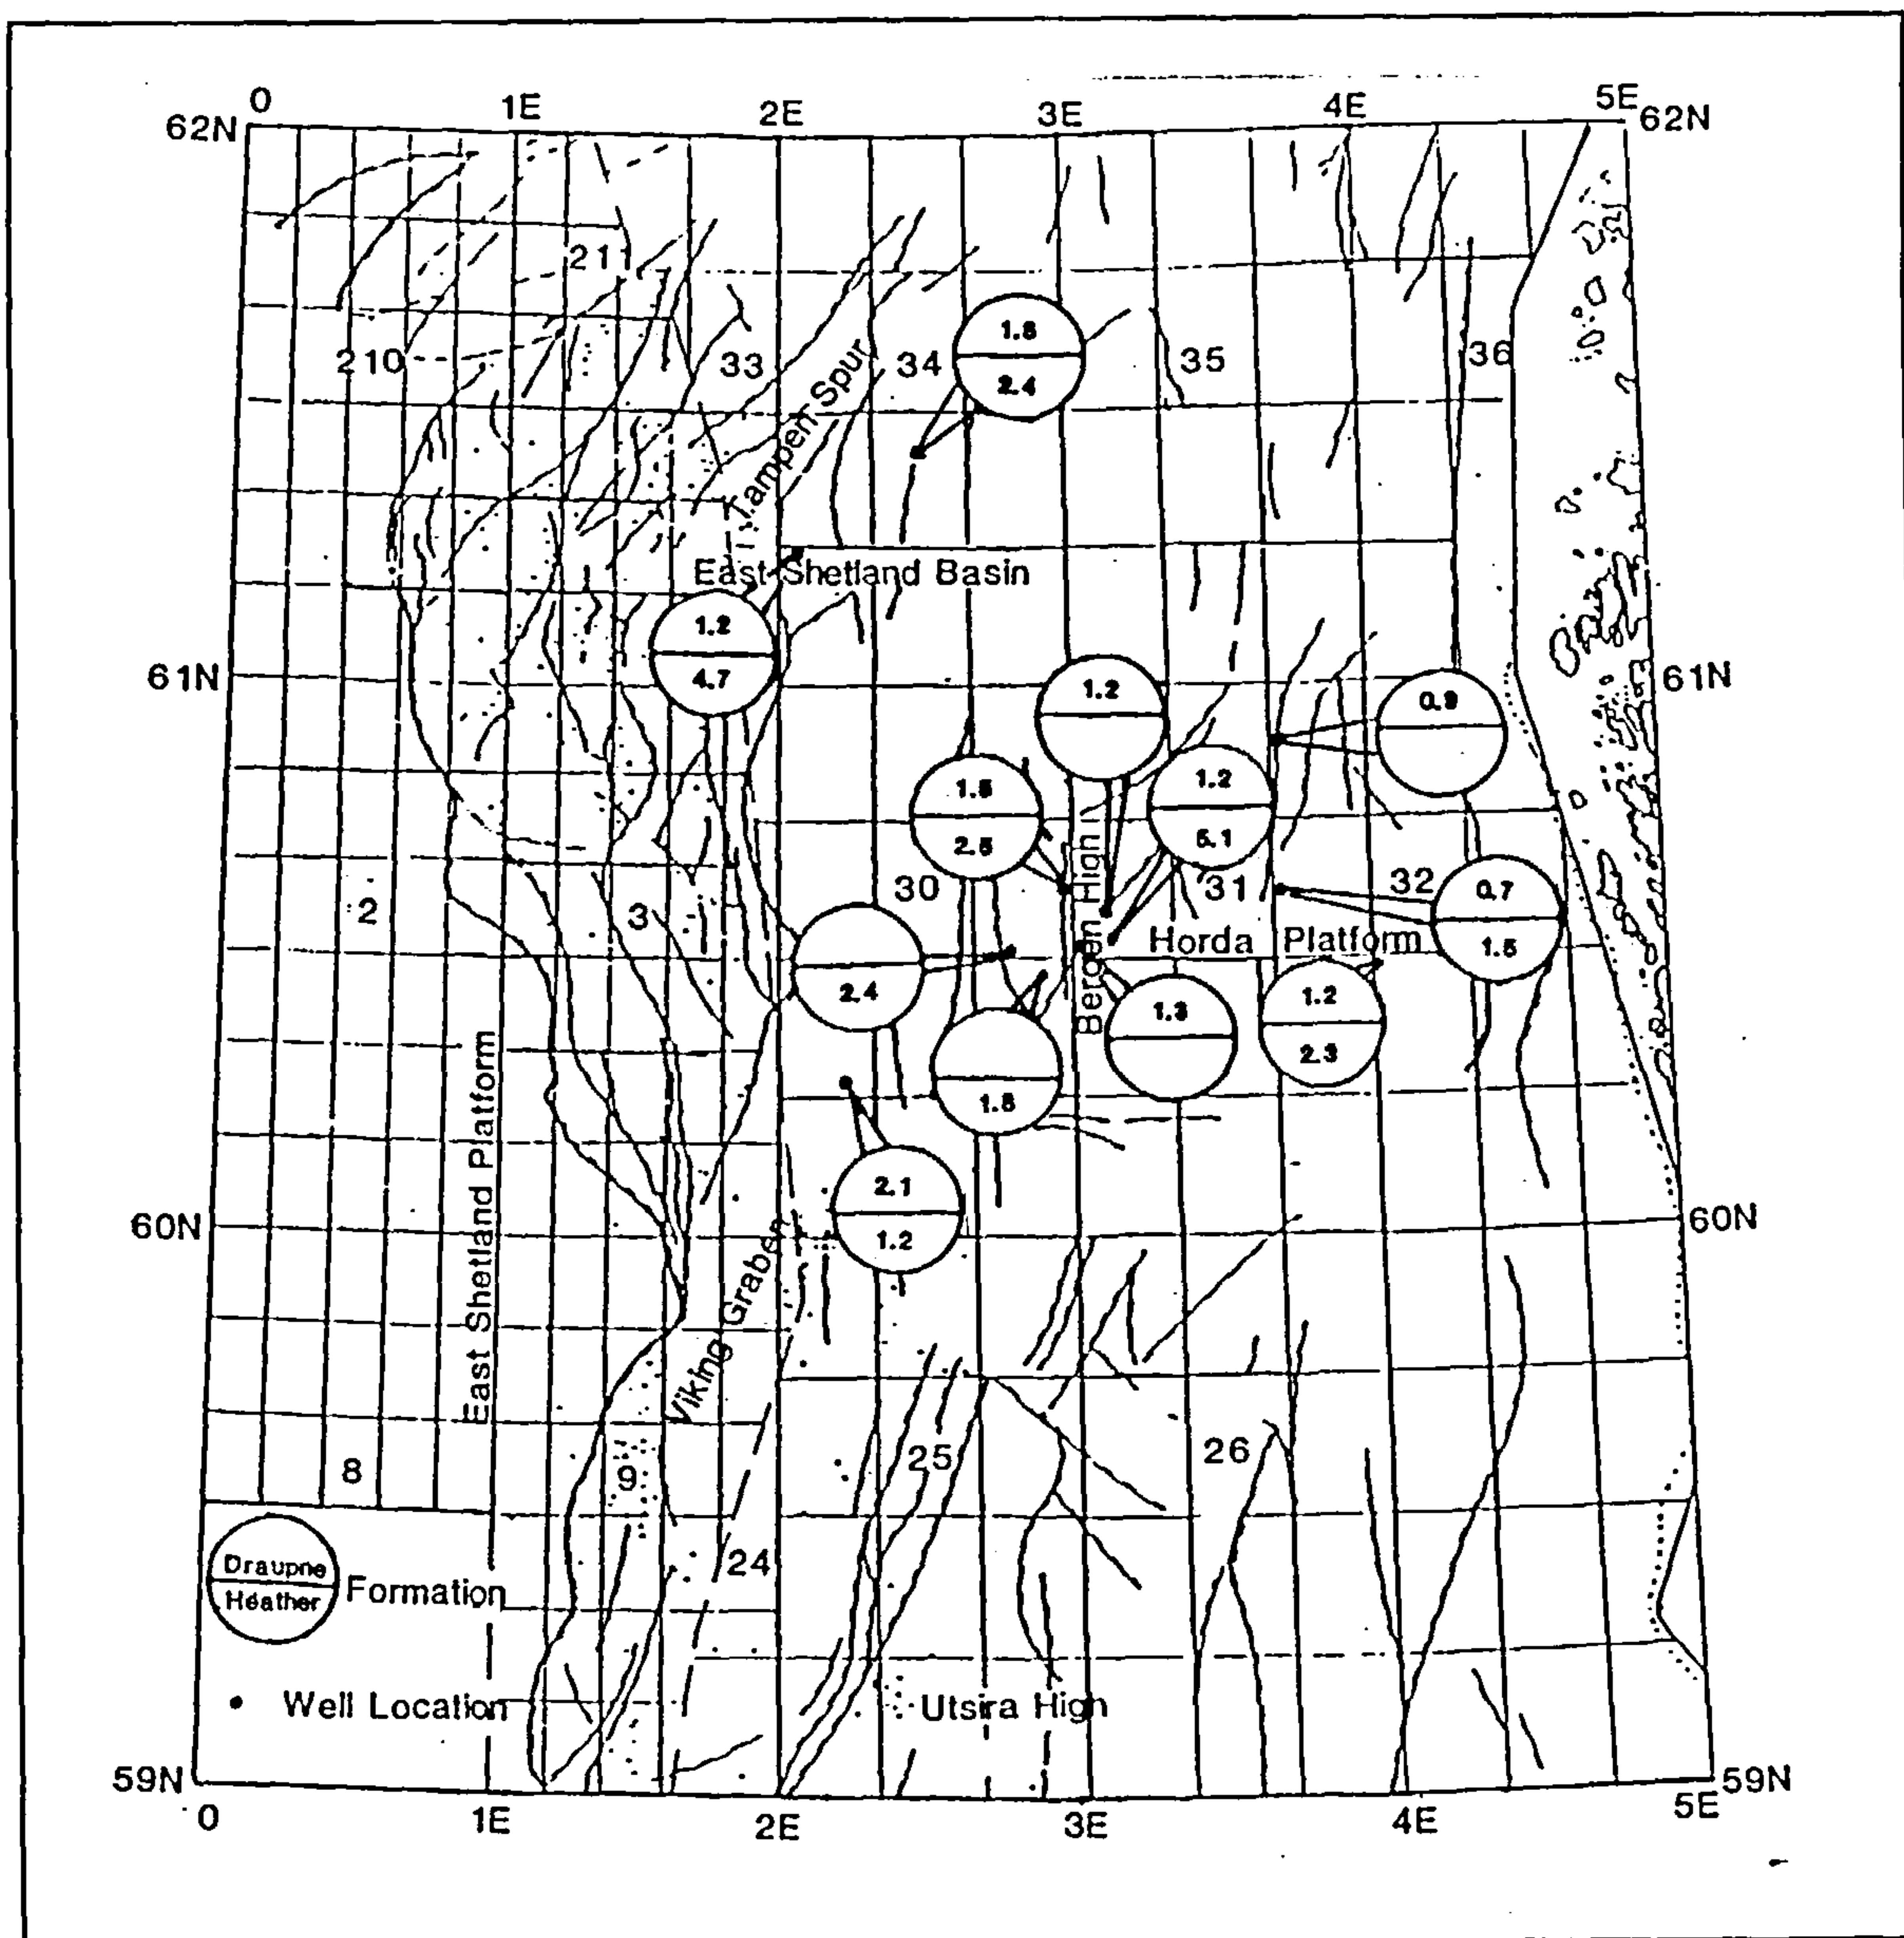 0 1E 2E 3E 4E 5E
62N 62N
211
210 33 34 35 36
1.8
2.4
Tampen Spur
East Shetland Basin
1.2
4.7
61N 61N
1.2
0.9
1.5
2.5
1.2
5.1
30 31 32
0.7
1.5
2 3
Bergen High
Horda Platform
2.4
1.3
1.2
2.3
1.8
East Shetland Platform
2.1
1.2
60N 60N
Viking Graben
8 9 25 26
24
Draupne
Heather
Formation
Well Location
Utsira High
59N 59N
0 1E 2E 3E 4E 5E